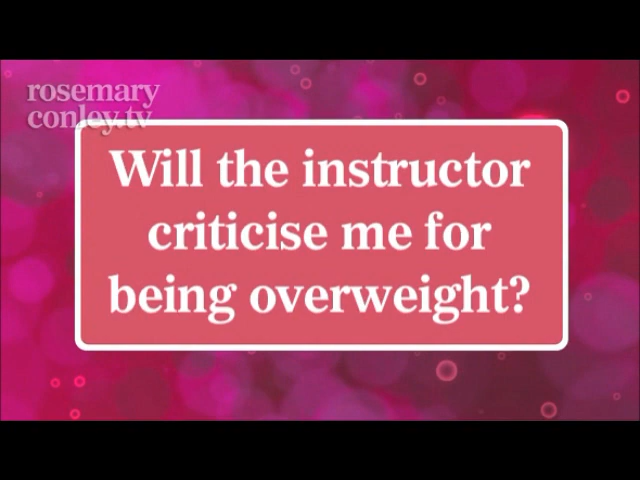 rosemary
conley.tv
Will the instructor
criticise me for
being overweight?